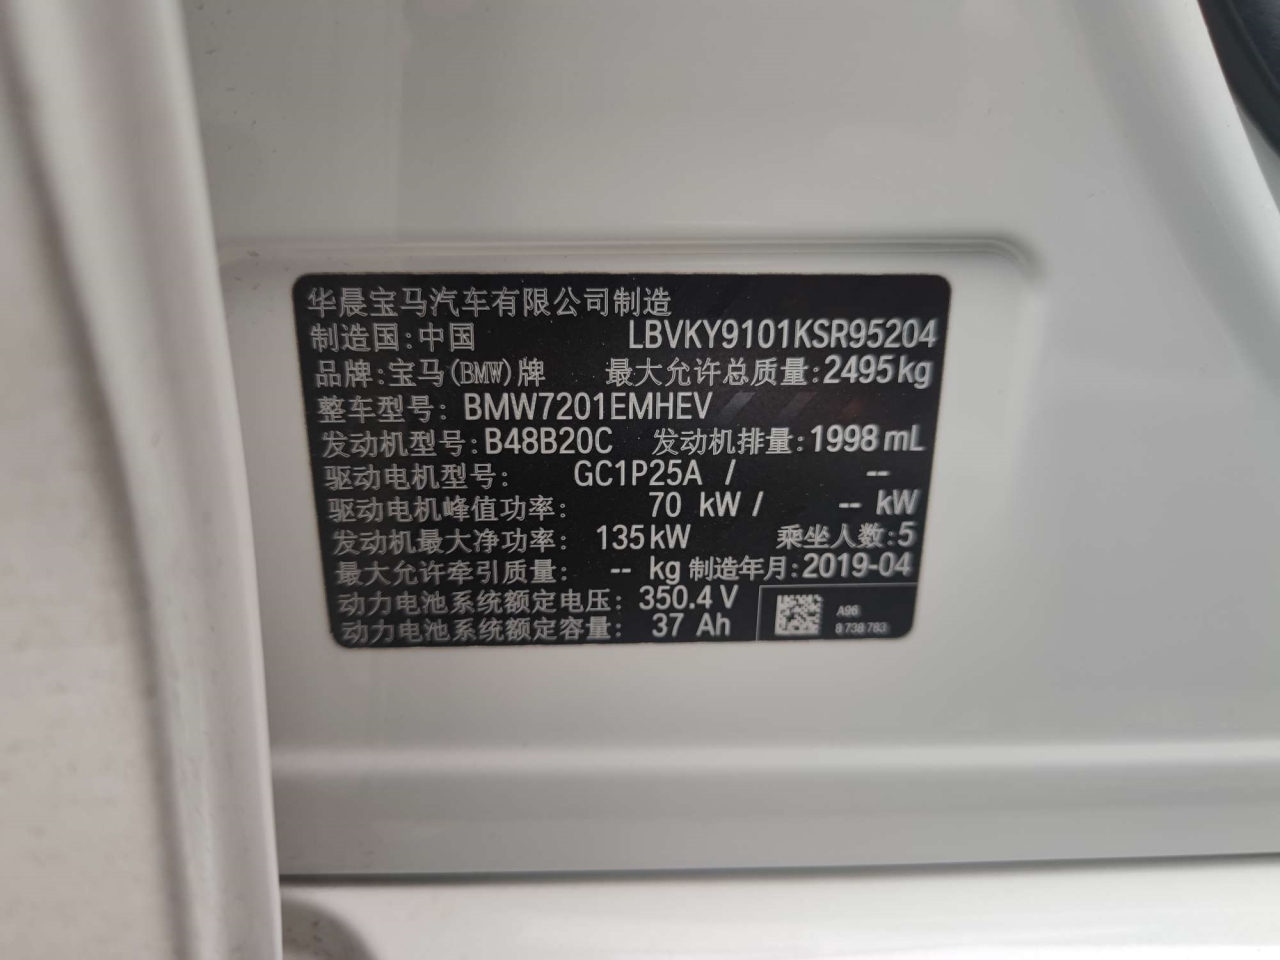 华晨宝马汽车有限公司制造
制造国:中国 LBVKY9101KSR95204
品牌:宝马(BMW)牌 最大允许总质量:2495kg
整车型号: BMW7201EMHEV
发动机型号:B48B20C 发动机排量:1998mL
驱动电机型号: GC1P25A / --
驱动电机峰值功率: 70 kW / -- kW
发动机最大净功率: 135kW 乘坐人数:5
最大允许牵引质量: -- kg 制造年月:2019-04
动力电池系统额定电压: 350.4 V
动力电池系统额定容量: 37 Ah
A96
8 738 783